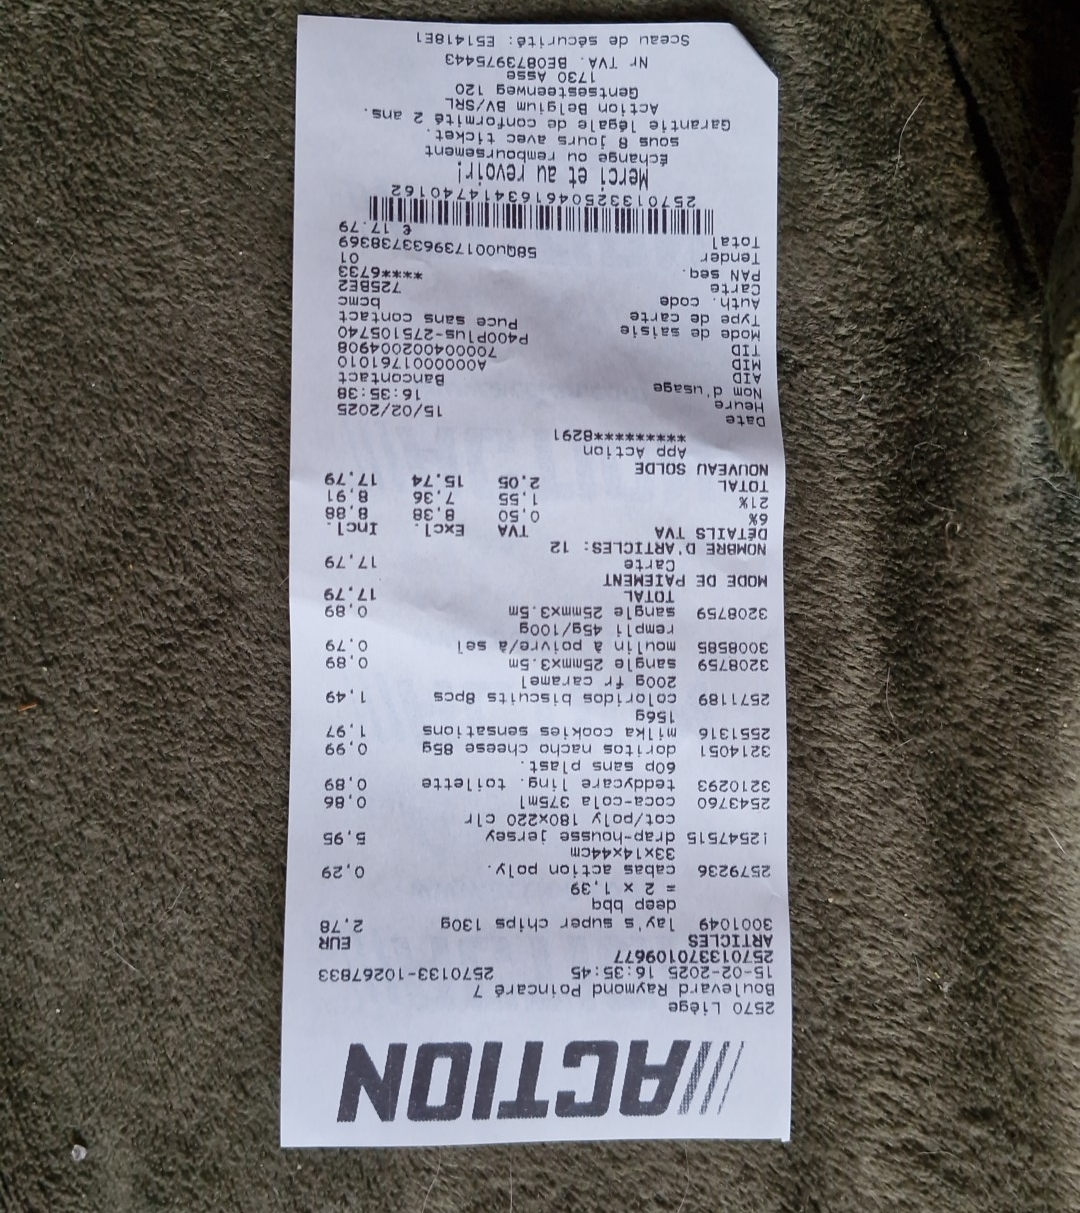 ACTION
2570 Liège
Boulevard Raymond Poincaré 7
15-02-2025 16:35:45 2570133-10267833
2570133701096​77
ARTICLES EUR
3001049 lay's super chips 130g 2,78
deep bbq
= 2 x 1,39
2579236 cabas action poly. 0,29
33x14x44cm
!2547515 drap-housse jersey 5,95
cot/poly 180x220 clr
2543760 coca-cola 375ml 0,86
3210293 teddycare ling. toilette 0,89
60p sans plast.
3214051 doritos nacho cheese 85g 0,99
2551316 milka cookies sensations 1,97
156g
2571189 coloridos biscuits 8pcs 1,49
200g fr caramel
3208759 sangle 25mmx3.5m 0,89
3008585 moulin à poivre/à sel 0,79
rempli 45g/100g
3208759 sangle 25mmx3.5m 0,89
TOTAL 17,79
MODE DE PAIEMENT
Carte 17,79
NOMBRE D'ARTICLES: 12
DÉTAILS TVA TVA Excl. Incl.
6% 0,50 8,38 8,88
21% 1,55 7,36 8,91
TOTAL 2,05 15,74 17,79
NOUVEAU SOLDE
App Action
**********8291
Date 15/02/2025
Heure 16:35:38
Nom d'usage Bancontact
AID A0000001761010
MID 700004002004908
TID P400Plus-275105740
Mode de saisie Puce sans contact
Type de carte bcmc
Auth. code 725BE2
Carte ****6733
PAN seq. 01
Tender 58Qu001739633738369
Total € 17.79
2570133250461634147740162
Merci et au revoir!
Échange ou remboursement
sous 8 jours avec ticket.
Garantie légale de conformité 2 ans.
Action Belgium BV/SRL
Gentsesteenweg 120
1730 Asse
Nr TVA. BE0873975443
Sceau de sécurité: E51418E1